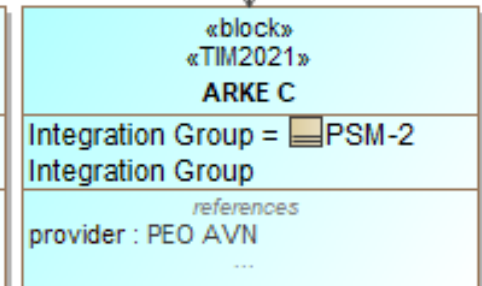 «block»
«TIM2021»
ARKE C
Integration Group = PSM-2
Integration Group
references
provider : PEO AVN
...